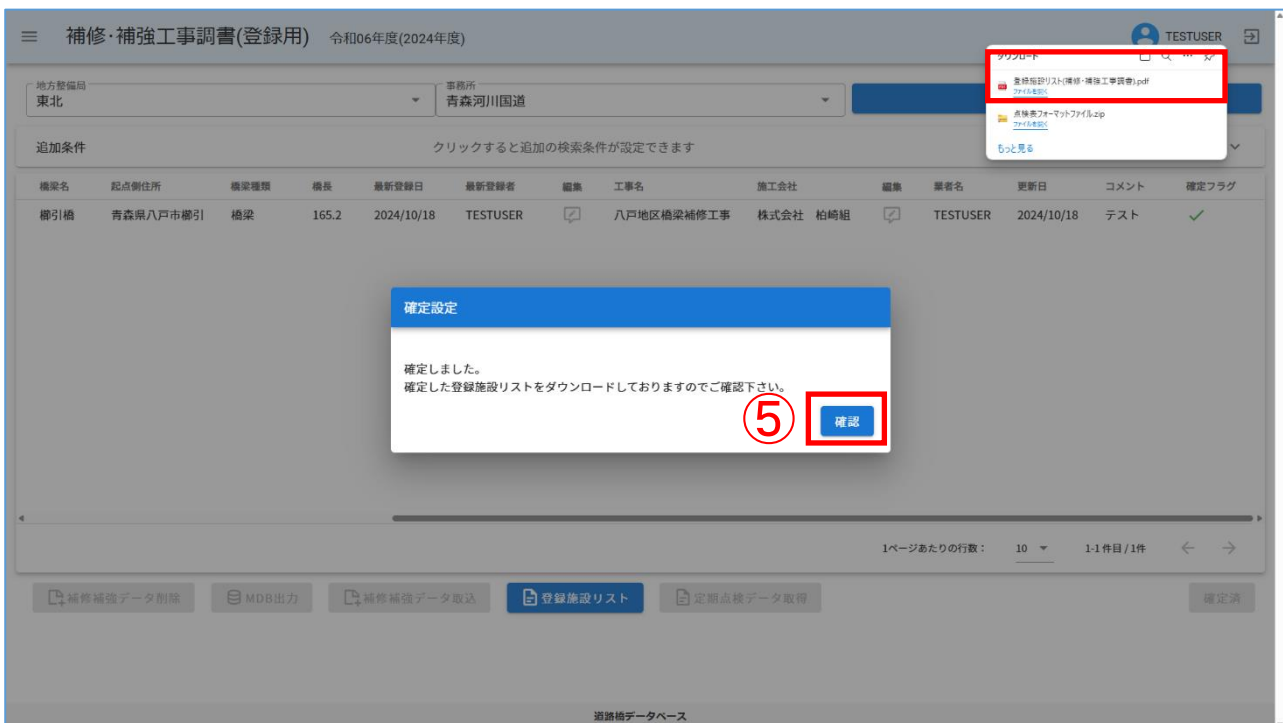 補修・補強工事調書(登録用) 令和06年度(2024年度)
TESTUSER
地方整備局
東北
事務所
青森河川国道
登録施設リスト(補修・補強工事調書).pdf
ファイルを開く
点検表フォーマットファイル.zip
ファイルを開く
もっと見る
追加条件 クリックすると追加の検索条件が設定できます
橋梁名 起点側住所 橋梁種類 橋長 最新登録日 最新登録者 編集 工事名 施工会社 編集 業者名 更新日 コメント 確定フラグ
櫛引橋 青森県八戸市櫛引 橋梁 165.2 2024/10/18 TESTUSER 八戸地区橋梁補修工事 株式会社 柏崎組 TESTUSER 2024/10/18 テスト
確定設定
確定しました。
確定した登録施設リストをダウンロードしておりますのでご確認下さい。
⑤ 確認
1ページあたりの行数: 10 1-1 件目 / 1件
補修補強データ削除 MDB出力 補修補強データ取込 登録施設リスト 定期点検データ取得 確定済
道路橋データベース